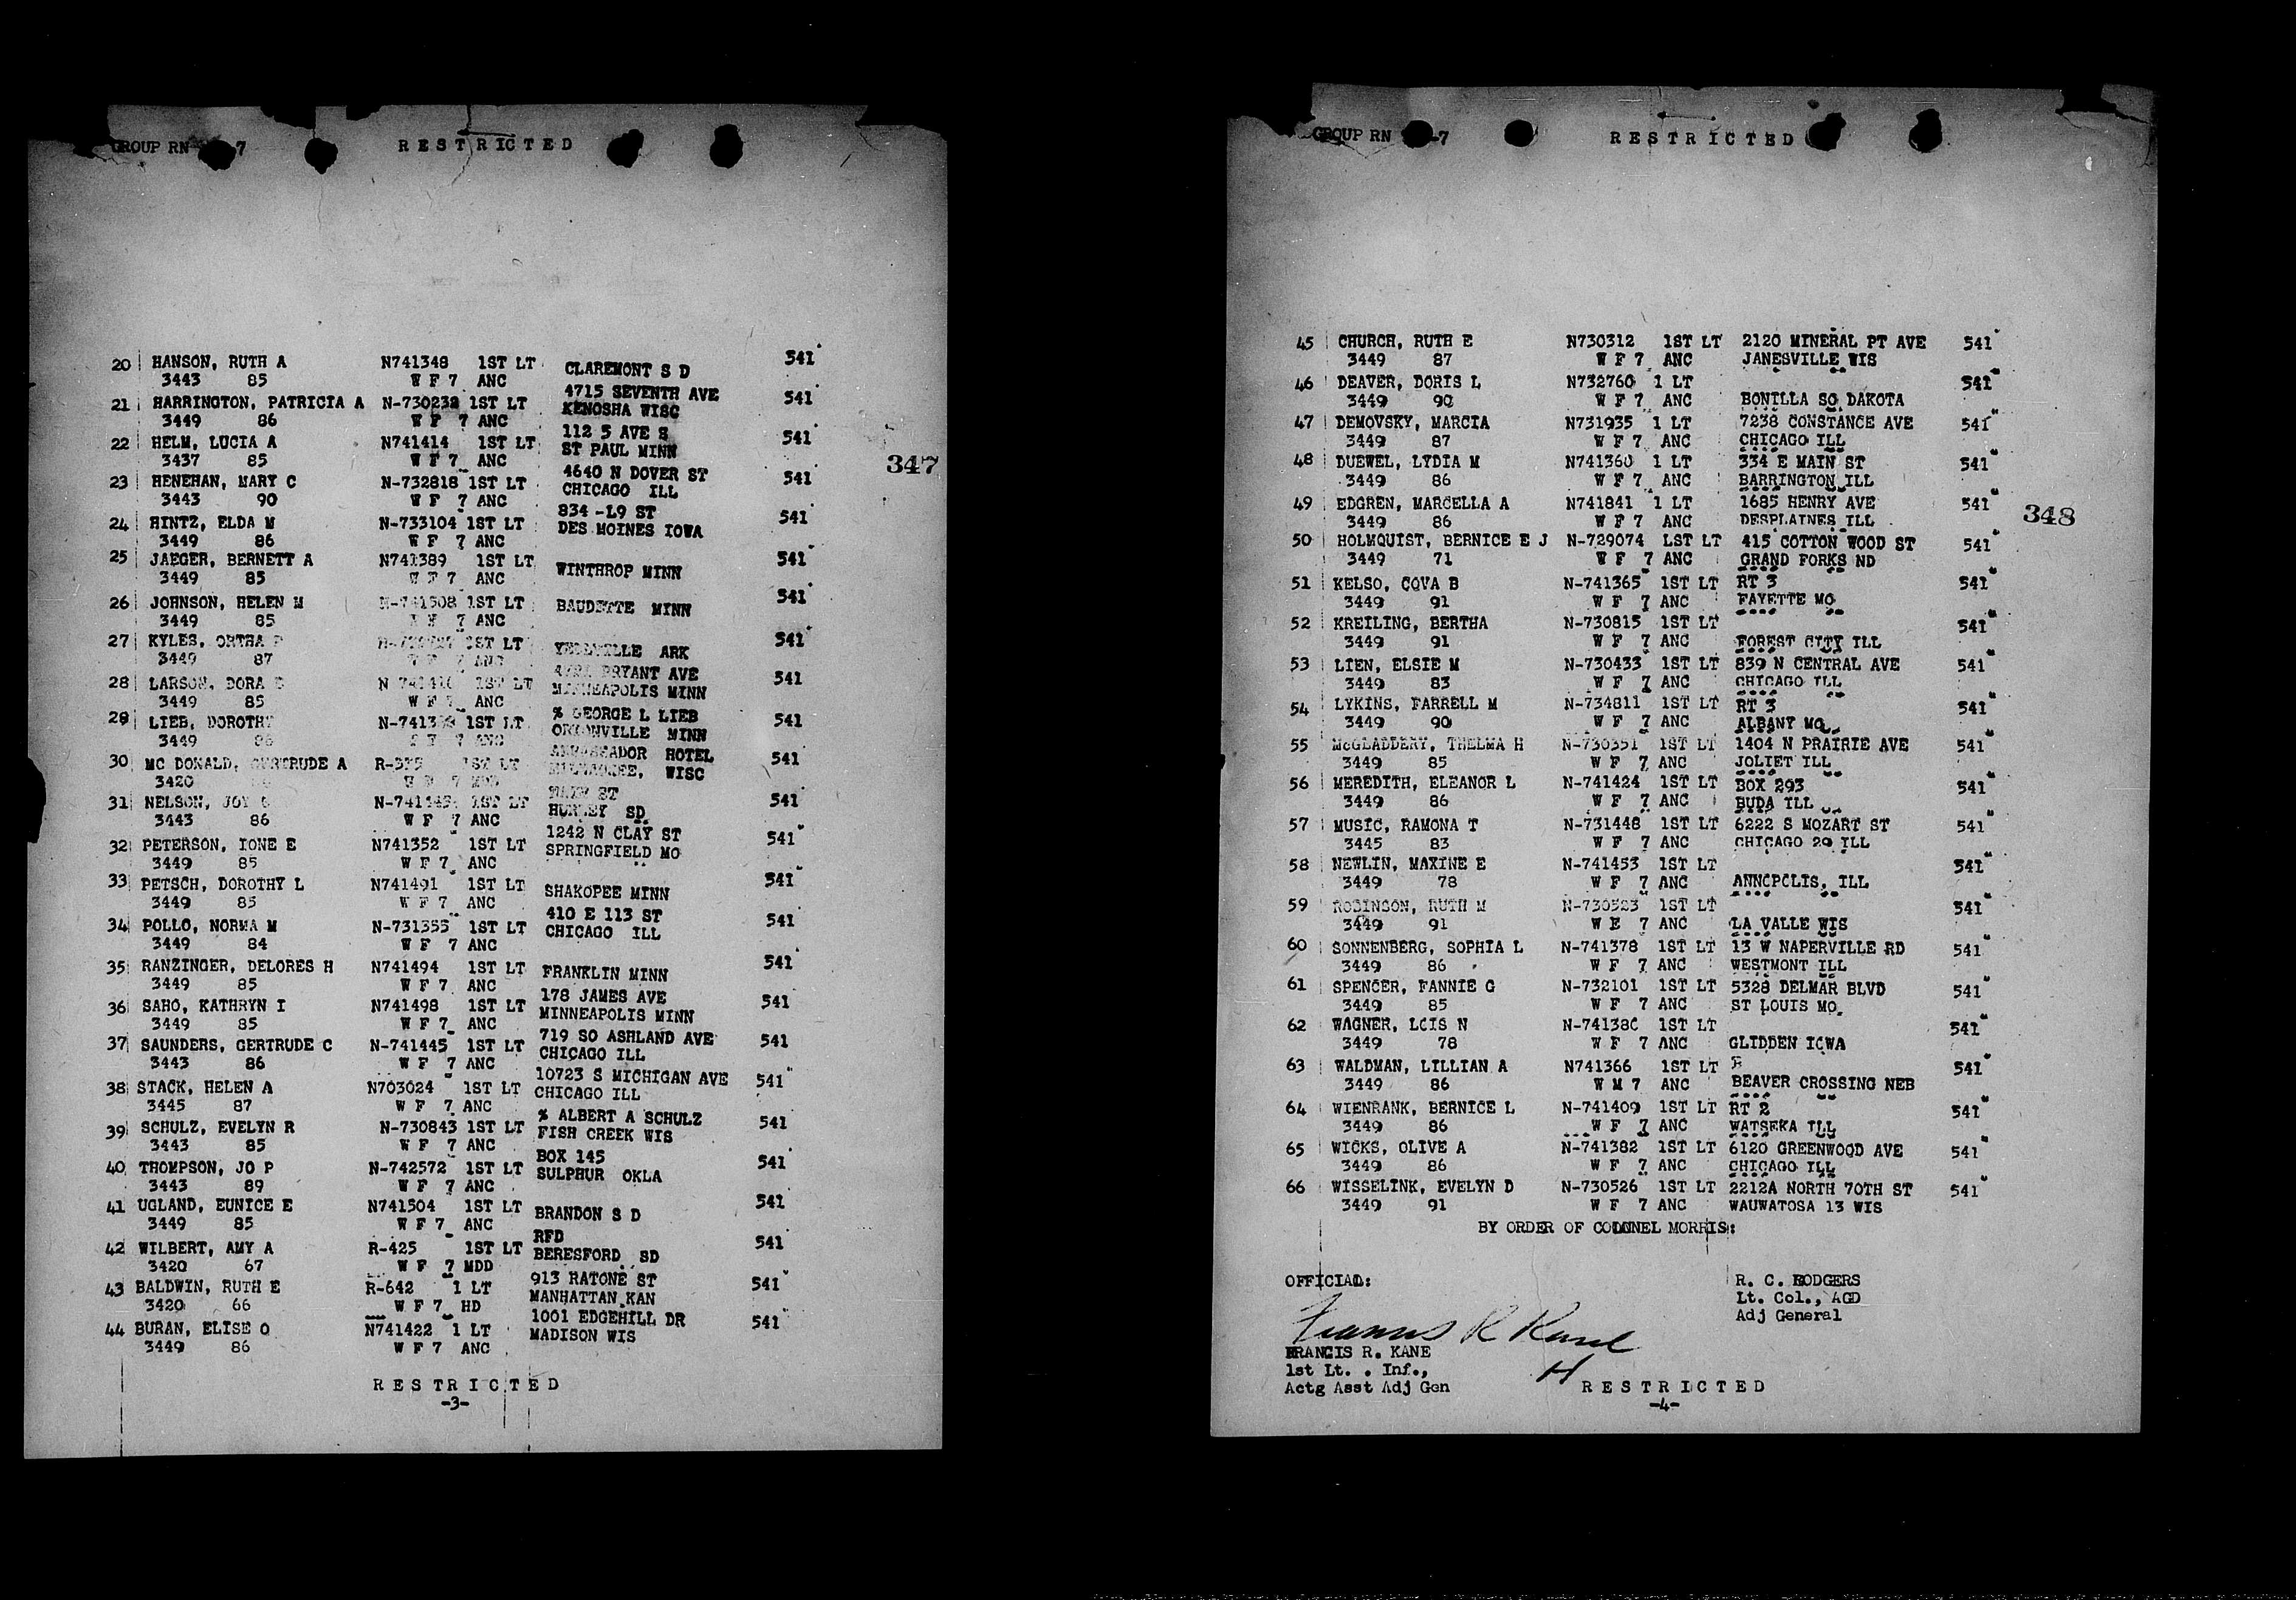 GROUP RN 7
RESTRICTED
20 HANSON, RUTH A N741348 1ST LT CLAREMONT S D 541
3443 85 W F 7 ANC
21 HARRINGTON, PATRICIA A N-730232 1ST LT 4715 SEVENTH AVE 541
3449 86 W F 7 ANC KENOSHA WISC
22 HELM, LUCIA A N741414 1ST LT 112 5 AVE S 541
3437 85 W F 7 ANC ST PAUL MINN
347
23 HENEHAN, MARY C N-732818 1ST LT 4640 N DOVER ST 541
3443 90 W F 7 ANC CHICAGO ILL
24 HINTZ, ELDA M N-733104 1ST LT 834 -L9 ST 541
3449 86 W F 7 ANC DES MOINES IOWA
25 JAEGER, BERNETT A N741389 1ST LT WINTHROP MINN 541
3449 85 W F 7 ANC
26 JOHNSON, HELEN M N-741508 1ST LT BAUDETTE MINN 541
3449 85 F 7 ANC
27 KYLES, ORTHA 1ST LT ARK 541
3449 87 7 ANC
28 LARSON, DORA 1ST LT BRYANT AVE 541
3449 85 W F 7 ANC MINNEAPOLIS MINN
29 LIEB, DOROTHY 1ST LT % GEORGE L LIEB 541
3449 86 ANC ORTONVILLE MINN
30 MC DONALD, GERTRUDE A 1ST LT AMBASSADOR HOTEL 541
3420 7 MDD MILWAUKEE, WISC
31 NELSON, JOY 1ST LT MAIN ST 541
3443 86 W F 7 ANC HURLEY SD
32 PETERSON, IONE E N741352 1ST LT 1242 N CLAY ST 541
3449 85 W F 7 ANC SPRINGFIELD MO
33 PETSCH, DOROTHY L N741491 1ST LT SHAKOPEE MINN 541
3449 85 W F 7 ANC
34 POLLO, NORMA M N-731355 1ST LT 410 E 113 ST 541
3449 84 W F 7 ANC CHICAGO ILL
35 RANZINGER, DELORES H N741494 1ST LT FRANKLIN MINN 541
3449 85 W F 7 ANC
36 SAHO, KATHRYN I N741498 1ST LT 178 JAMES AVE 541
3449 85 W F 7 ANC MINNEAPOLIS MINN
37 SAUNDERS, GERTRUDE C N-741445 1ST LT 719 SO ASHLAND AVE 541
3443 86 W F 7 ANC CHICAGO ILL
38 STACK, HELEN A N703024 1ST LT 10723 S MICHIGAN AVE 541
3445 87 W F 7 ANC CHICAGO ILL
39 SCHULZ, EVELYN R N-730843 1ST LT % ALBERT A SCHULZ 541
3443 85 W F 7 ANC FISH CREEK WIS
40 THOMPSON, JO P N-742572 1ST LT BOX 145 541
3443 89 W F 7 ANC SULPHUR OKLA
41 UGLAND, EUNICE E N741504 1ST LT BRANDON S D 541
3449 85 W F 7 ANC
42 WILBERT, AMY A R-425 1ST LT RFD 541
3420 67 W F 7 MDD BERESFORD SD
43 BALDWIN, RUTH E R-642 1 LT 913 RATONE ST 541
3420 66 W F 7 HD MANHATTAN KAN
44 BURAN, ELISE O N741422 1 LT 1001 EDGEHILL DR 541
3449 86 W F 7 ANC MADISON WIS
RESTRICTED
-3-
GROUP RN -7
RESTRICTED
45 CHURCH, RUTH E N730312 1ST LT 2120 MINERAL PT AVE 541
3449 87 W F 7 ANC JANESVILLE WIS
46 DEAVER, DORIS L N732760 1 LT 541
3449 90 W F 7 ANC BONILLA SO DAKOTA
47 DEMOVSKY, MARCIA N731935 1 LT 7238 CONSTANCE AVE 541
3449 87 W F 7 ANC CHICAGO ILL
48 DUEWEL, LYDIA M N741360 1 LT 334 E MAIN ST 541
3449 86 W F 7 ANC BARRINGTON ILL
49 EDGREN, MARCELLA A N741841 1 LT 1685 HENRY AVE 541
3449 86 W F 7 ANC DESPLAINES ILL
348
50 HOLMQUIST, BERNICE E J N-729074 LST LT 415 COTTON WOOD ST 541
3449 71 W F 7 ANC GRAND FORKS ND
51 KELSO, COVA B N-741365 1ST LT RT 3 541
3449 91 W F 7 ANC FAYETTE MO
52 KREILING, BERTHA N-730815 1ST LT 541
3449 91 W F 7 ANC FOREST CITY ILL
53 LIEN, ELSIE M N-730433 1ST LT 839 N CENTRAL AVE 541
3449 83 W F 7 ANC CHICAGO ILL
54 LYKINS, FARRELL M N-734811 1ST LT RT 3 541
3449 90 W F 7 ANC ALBANY MO
55 McGLADDERY, THELMA H N-730351 1ST LT 1404 N PRAIRIE AVE 541
3449 85 W F 7 ANC JOLIET ILL
56 MEREDITH, ELEANOR L N-741424 1ST LT BOX 293 541
3449 86 W F 7 ANC BUDA ILL
57 MUSIC, RAMONA T N-731448 1ST LT 6222 S MOZART ST 541
3445 83 W F 7 ANC CHICAGO 29 ILL
58 NEWLIN, MAXINE E N-741453 1ST LT 541
3449 78 W F 7 ANC ANNOPOLIS, ILL
59 ROBINSON, RUTH M N-730523 1ST LT 541
3449 91 W E 7 ANC LA VALLE WIS
60 SONNENBERG, SOPHIA L N-741378 1ST LT 13 W NAPERVILLE RD 541
3449 86 W F 7 ANC WESTMONT ILL
61 SPENCER, FANNIE G N-732101 1ST LT 5328 DELMAR BLVD 541
3449 85 W F 7 ANC ST LOUIS MO.
62 WAGNER, LOIS N N-741380 1ST LT 541
3449 78 W F 7 ANC GLIDDEN IOWA
63 WALDMAN, LILLIAN A N741366 1ST LT 541
3449 86 W M 7 ANC BEAVER CROSSING NEB
64 WIENRANK, BERNICE L N-741409 1ST LT RT 2 541
3449 86 W F 7 ANC WATSEKA ILL
65 WICKS, OLIVE A N-741382 1ST LT 6120 GREENWOOD AVE 541
3449 86 W F 7 ANC CHICAGO ILL
66 WISSELINK, EVELYN D N-730526 1ST LT 2212A NORTH 70TH ST 541
3449 91 W F 7 ANC WAUWATOSA 13 WIS
BY ORDER OF COLONEL MORRIS:
OFFICIAL:
R. C. RODGERS
Lt. Col., AGD
Adj General
Francis R Kane
FRANCIS R. KANE
1st Lt. . Inf.,
Actg Asst Adj Gen
RESTRICTED
-4-